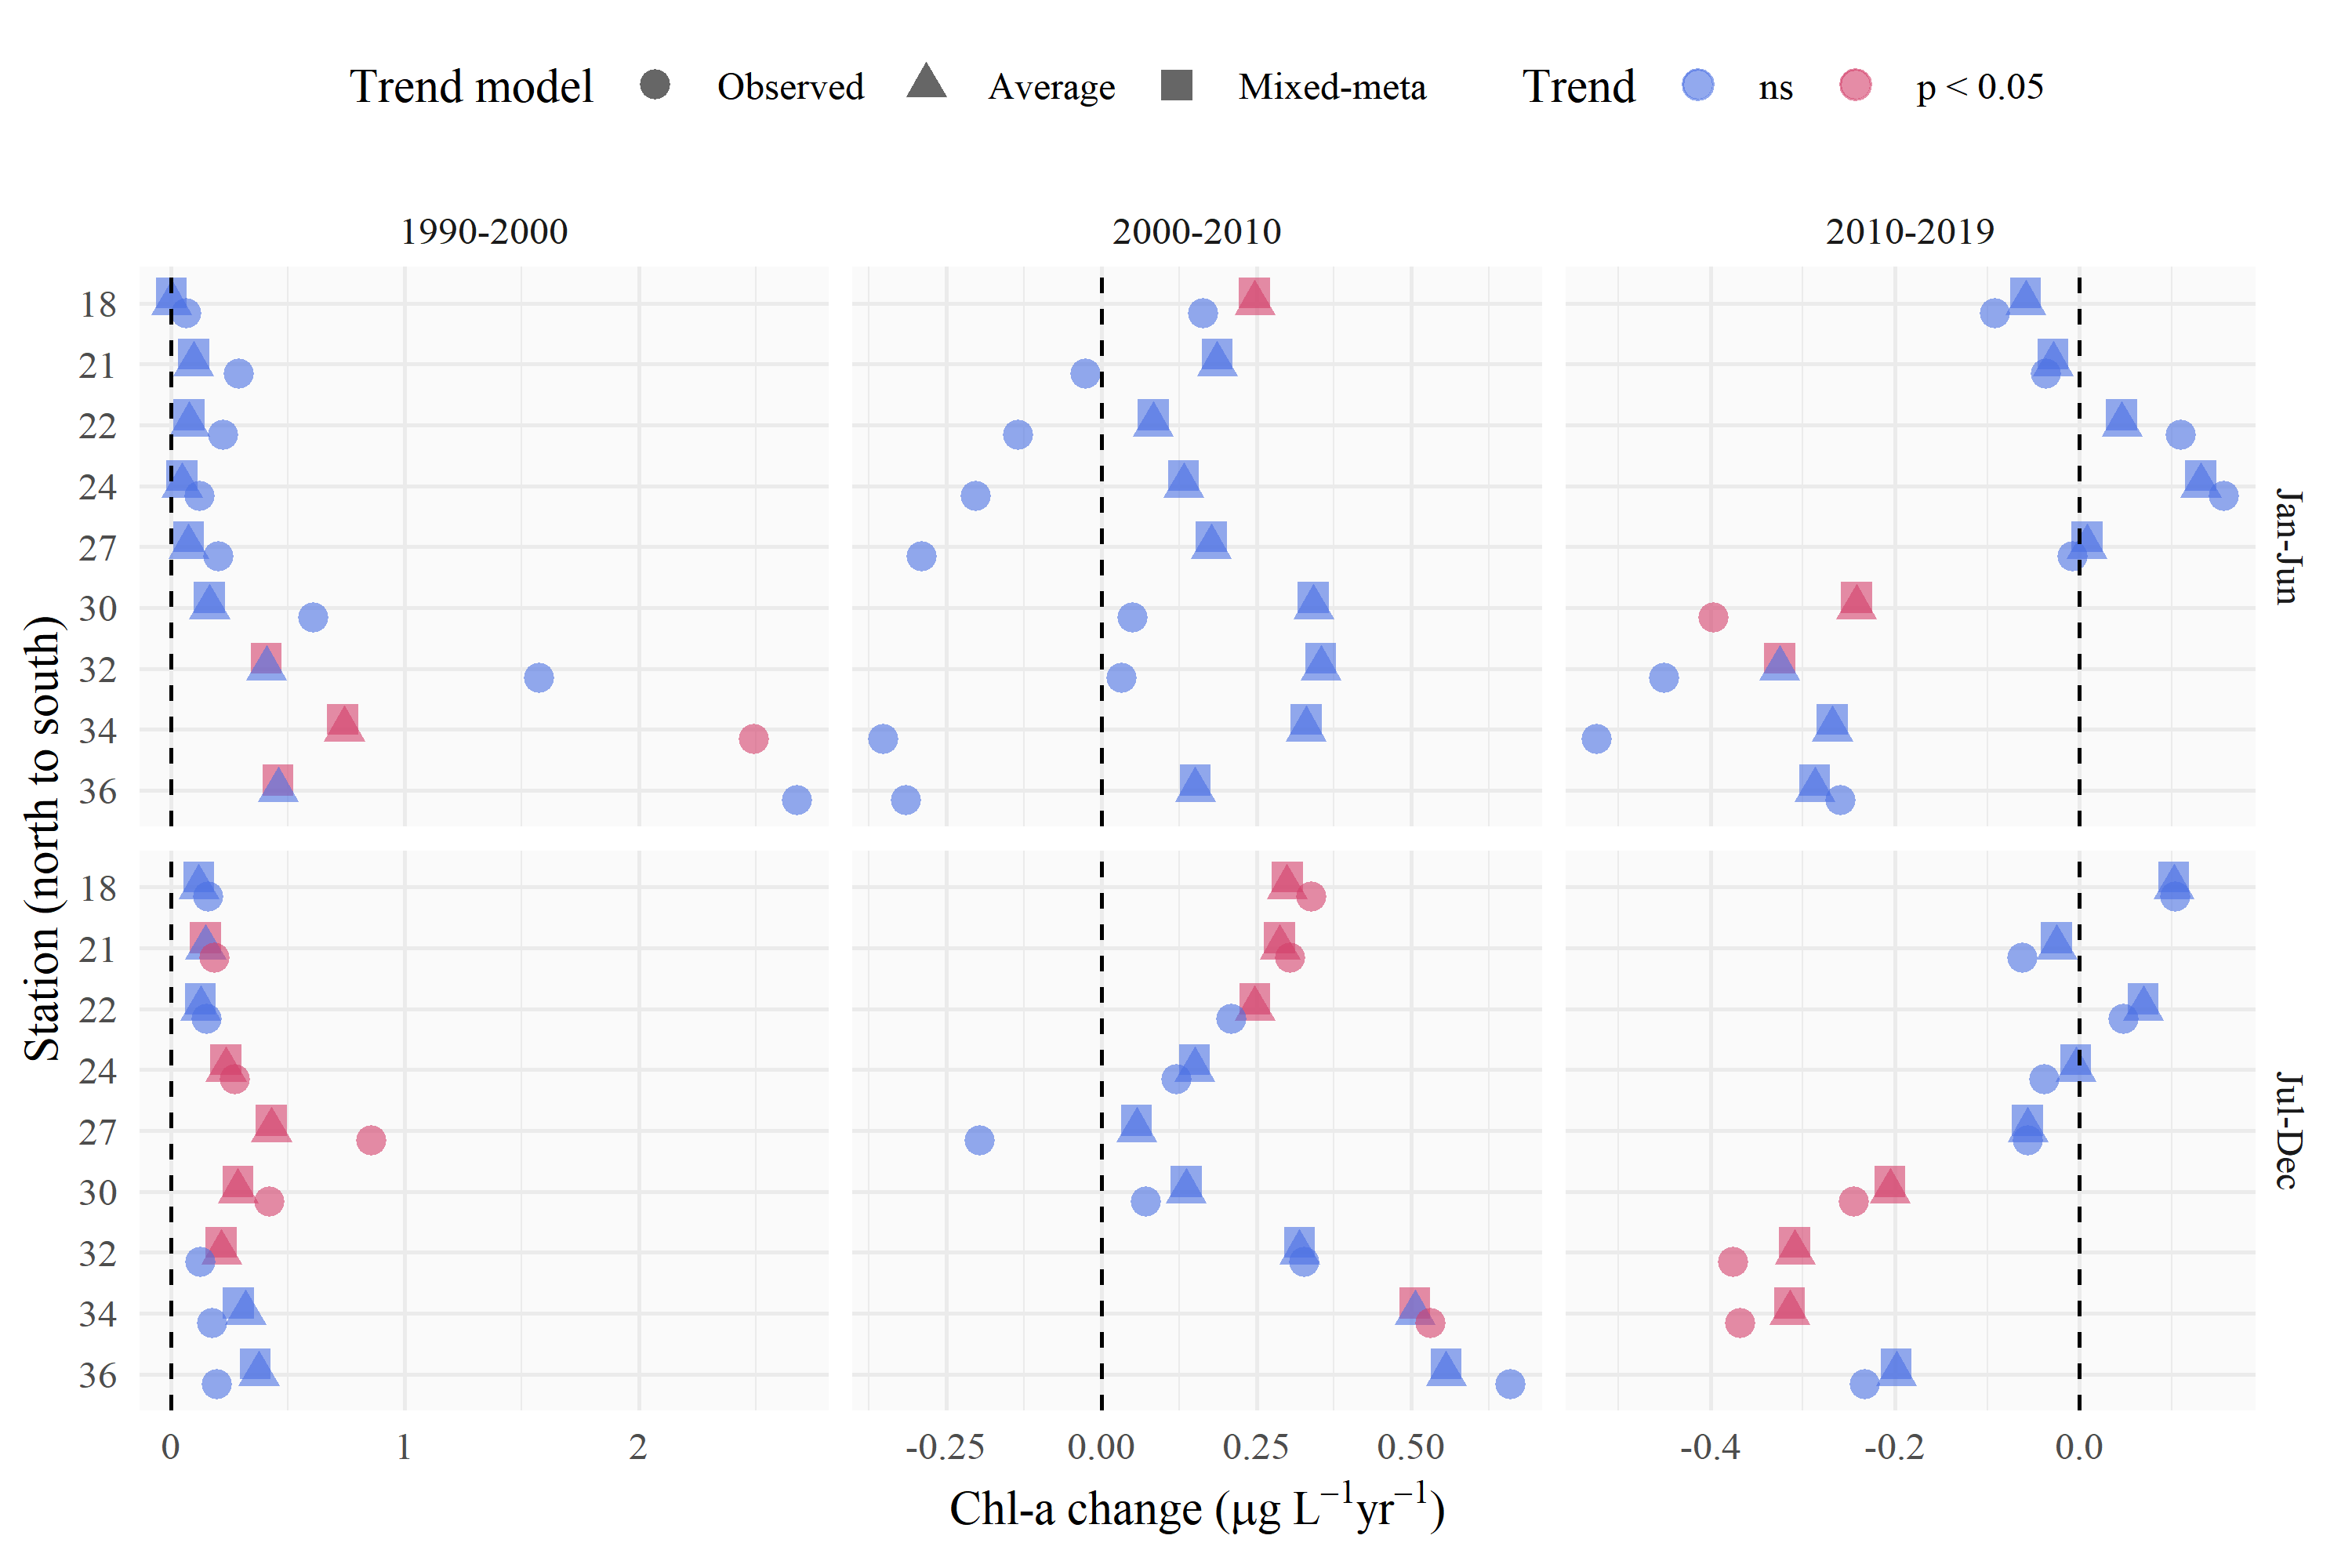 Trend model Observed Average Mixed-meta Trend ns p < 0.05
1990-2000 2000-2010 2010-2019
18
21
22
24
27
30
32
34
36
Jan-Jun
18
21
22
24
27
30
32
34
36
Jul-Dec
Station (north to south)
0 1 2 -0.25 0.00 0.25 0.50 -0.4 -0.2 0.0
Chl-a change (μg L⁻¹yr⁻¹)